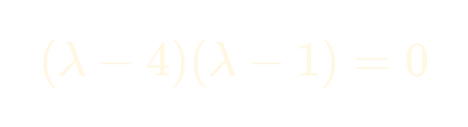 (λ − 4)(λ − 1) = 0